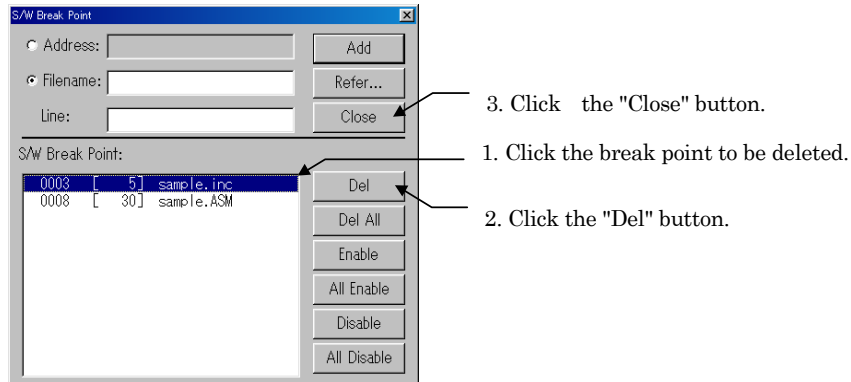 S/W Break Point
Address:
Add
Filename:
Refer...
Line:
Close
3. Click the "Close" button.
S/W Break Point:
1. Click the break point to be deleted.
0003 [ 5] sample.inc
Del
0008 [ 30] sample.ASM
2. Click the "Del" button.
Del All
Enable
All Enable
Disable
All Disable